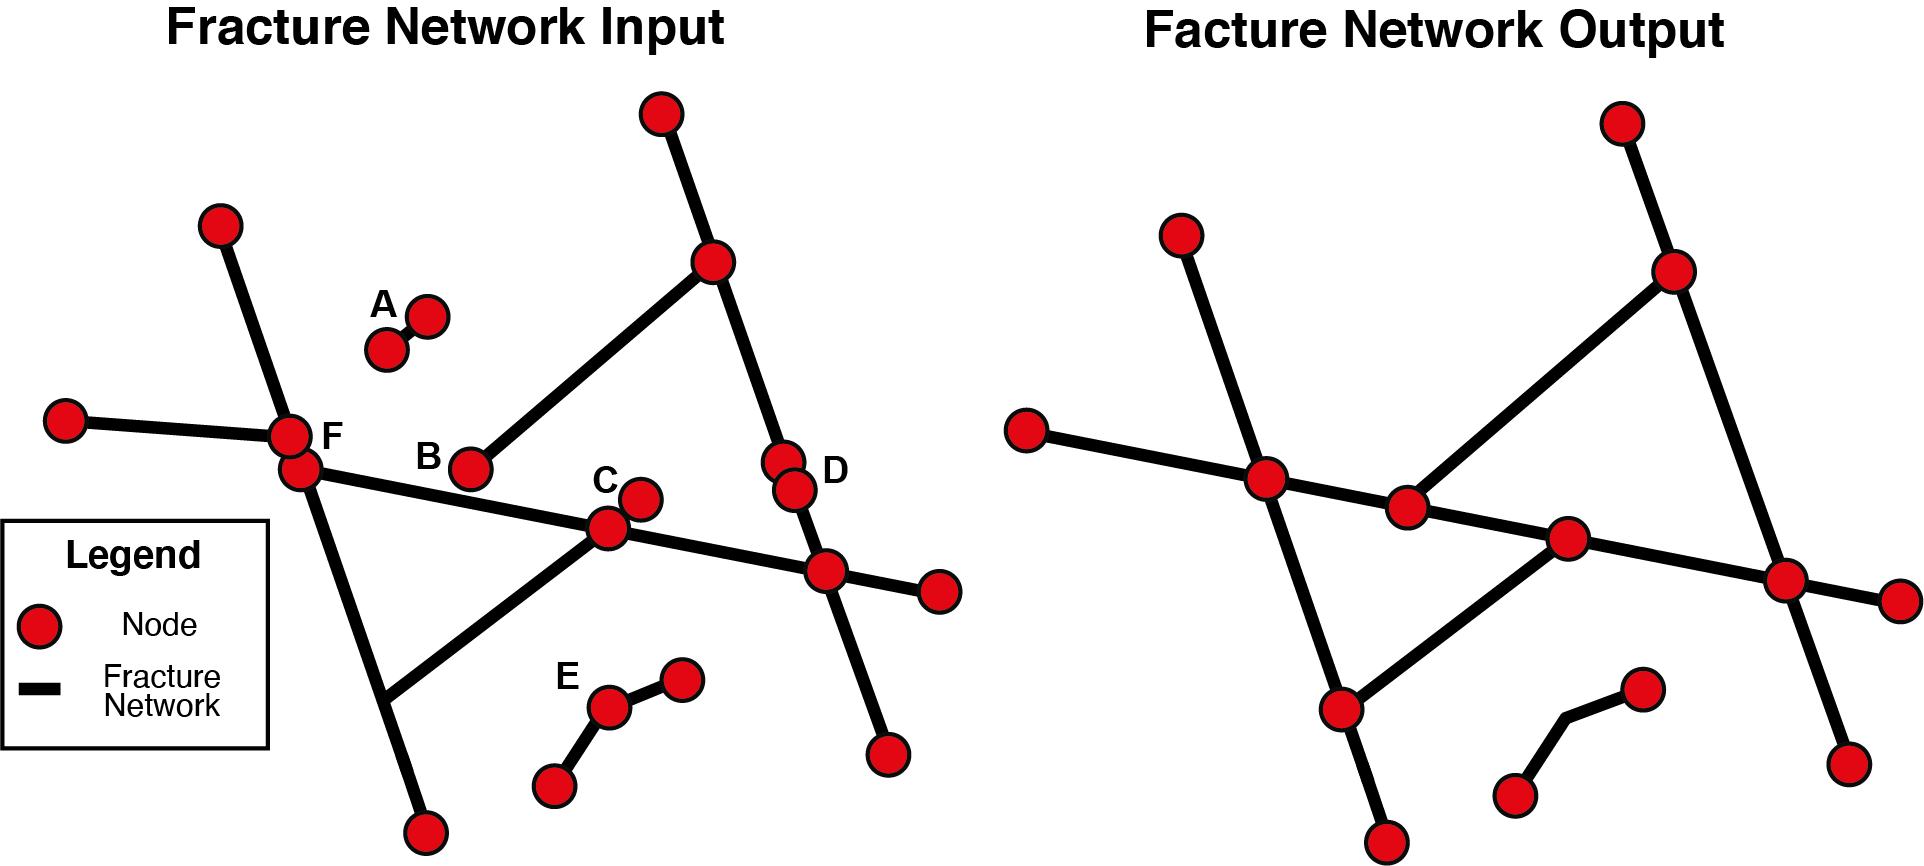 Fracture Network Input
Facture Network Output
A
F
B
C
D
E
Legend
Node
Fracture
Network